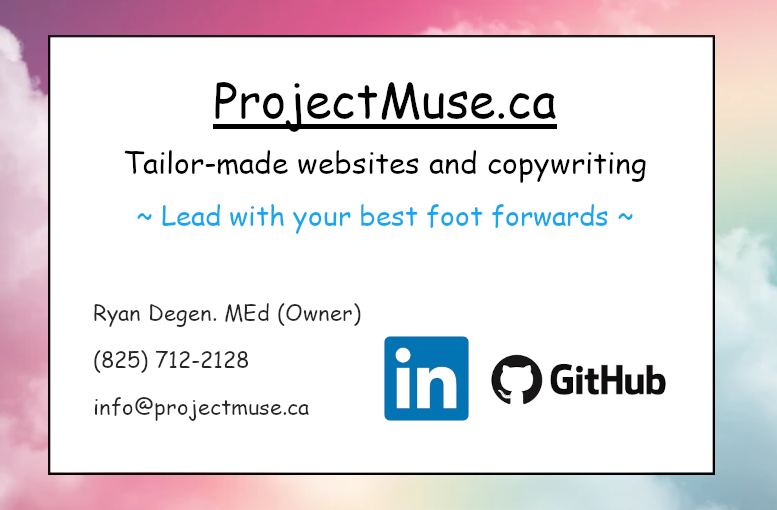 ProjectMuse.ca
Tailor-made websites and copywriting
~ Lead with your best foot forwards ~
Ryan Degen. MEd (Owner)
(825) 712-2128
info@projectmuse.ca
in
GitHub